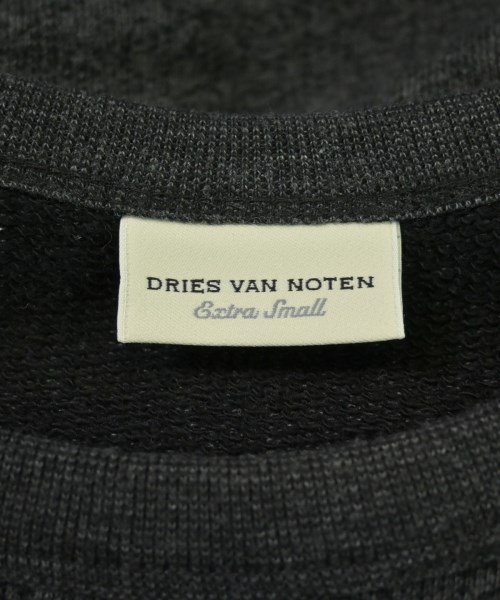 DRIES VAN NOTEN
Extra Small